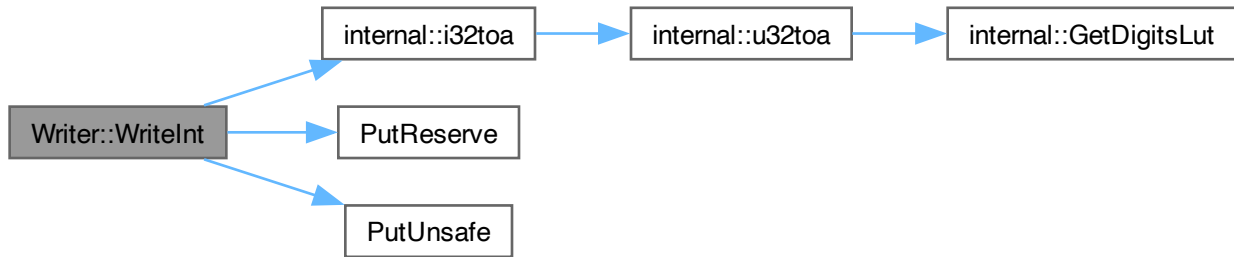 internal::i32toa
internal::u32toa
internal::GetDigitsLut
Writer::WriteInt
PutReserve
PutUnsafe